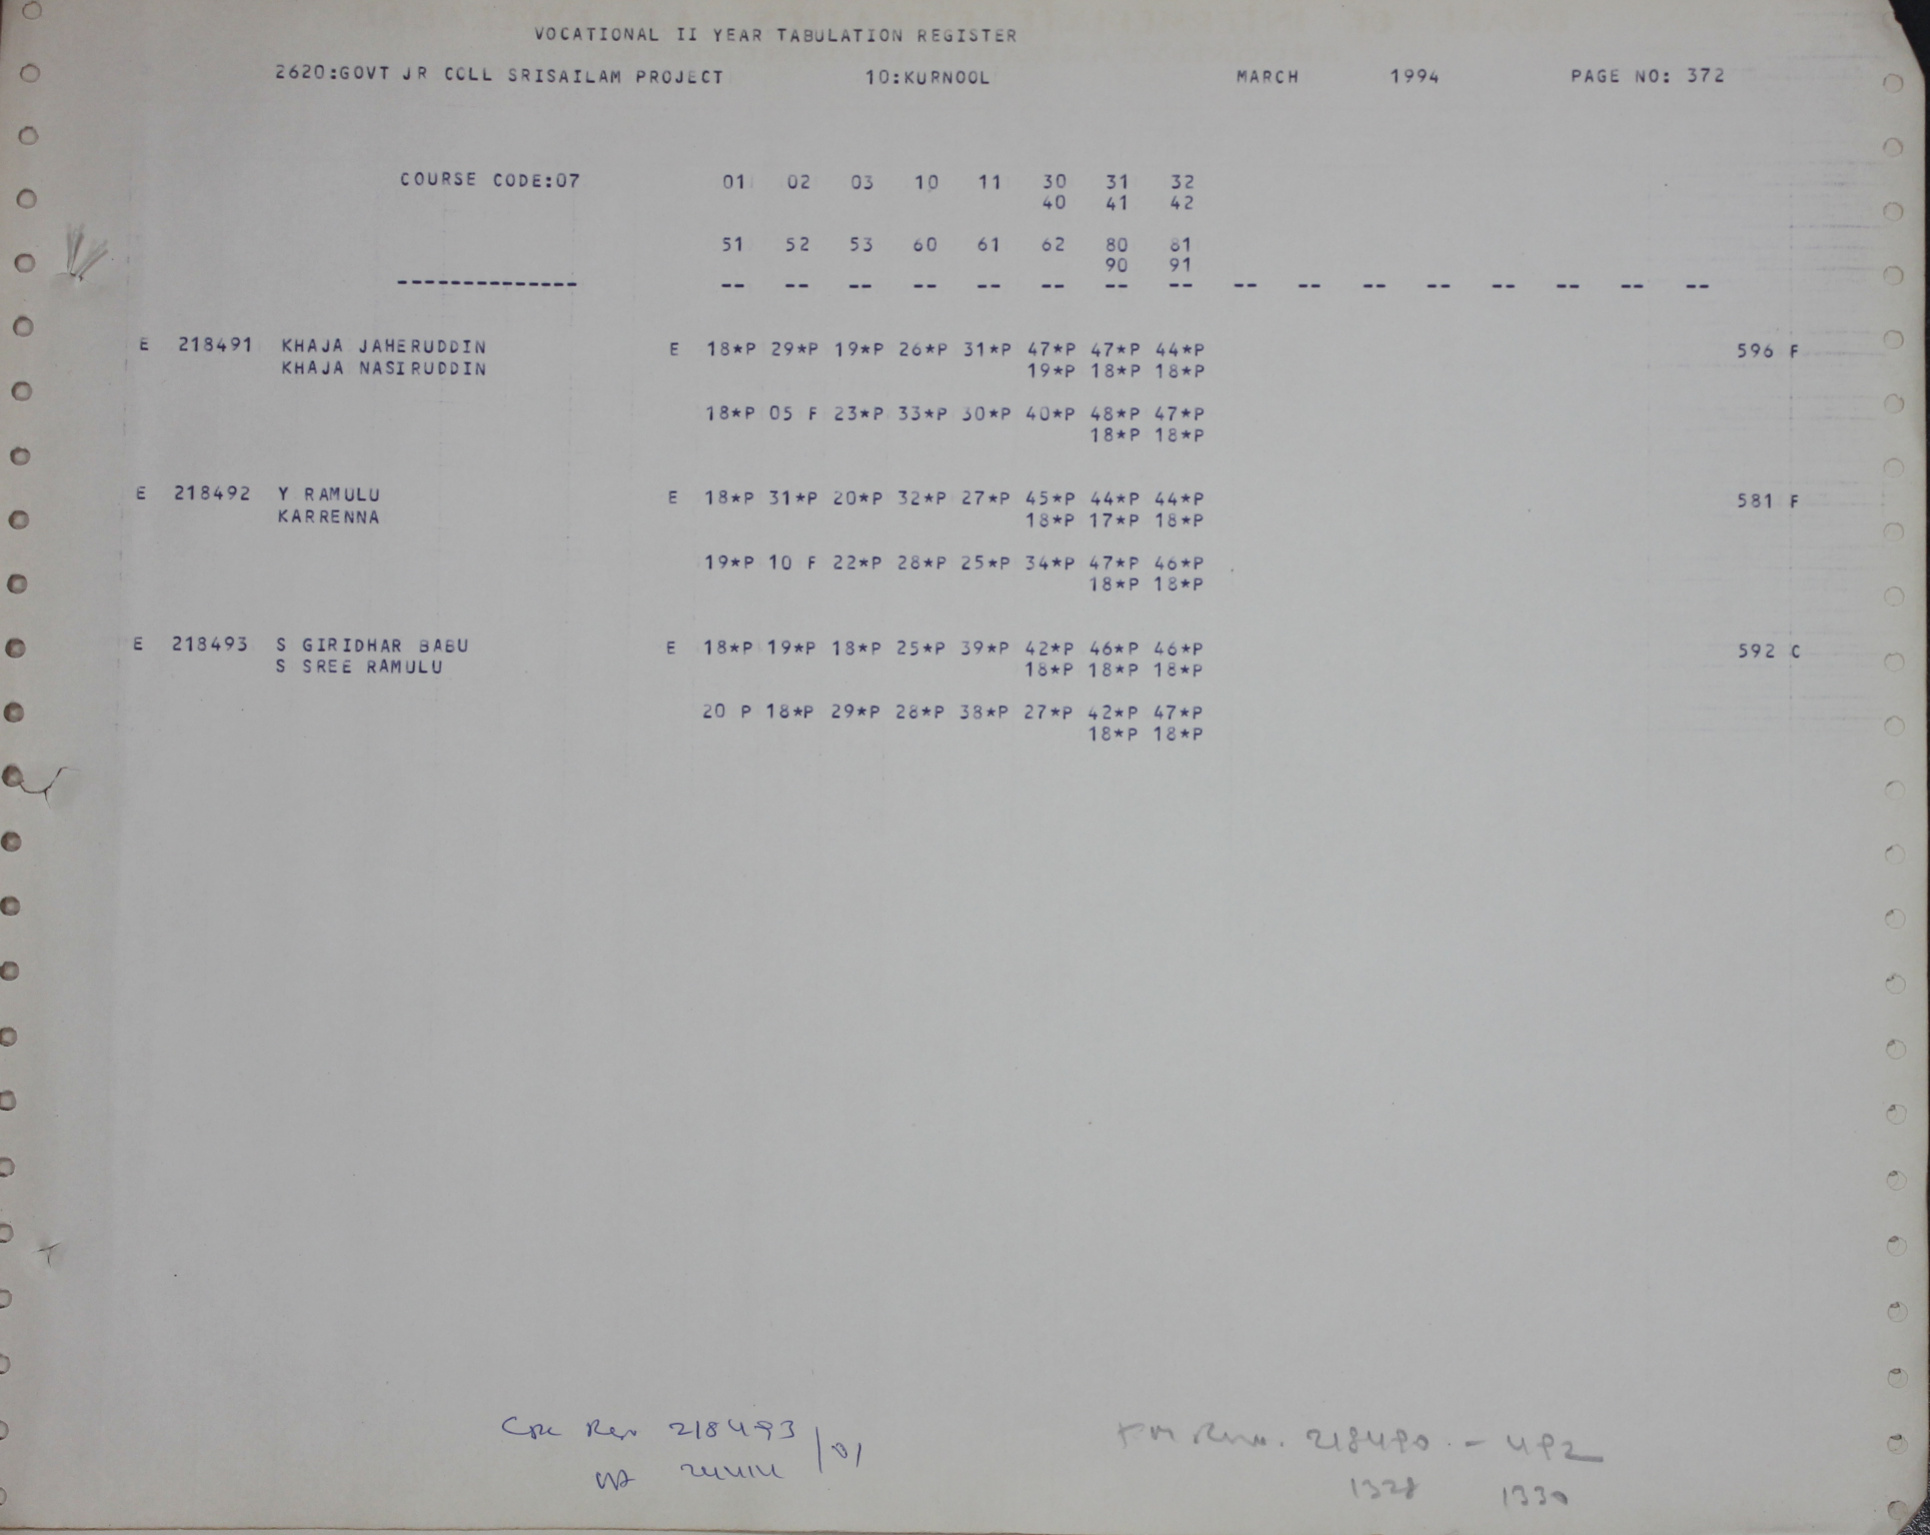 VOCATIONAL II YEAR TABULATION REGISTER
2620:GOVT JR COLL SRISAILAM PROJECT 10:KURNOOL MARCH 1994 PAGE NO: 372
COURSE CODE:07 01 02 03 10 11 30 31 32
40 41 42
51 52 53 60 61 62 80 81
90 91
-------------- -- -- -- -- -- -- -- -- -- -- -- -- -- -- -- --
E 218491 KHAJA JAHERUDDIN E 18*P 29*P 19*P 26*P 31*P 47*P 47*P 44*P 596 F
KHAJA NASIRUDDIN 19*P 18*P 18*P
18*P 05 F 23*P 33*P 30*P 40*P 48*P 47*P
18*P 18*P
E 218492 Y RAMULU E 18*P 31*P 20*P 32*P 27*P 45*P 44*P 44*P 581 F
KARRENNA 18*P 17*P 18*P
19*P 10 F 22*P 28*P 25*P 34*P 47*P 46*P
18*P 18*P
E 218493 S GIRIDHAR BABU E 18*P 19*P 18*P 25*P 39*P 42*P 46*P 46*P 592 C
S SREE RAMULU 18*P 18*P 18*P
20 P 18*P 29*P 28*P 38*P 27*P 42*P 47*P
18*P 18*P
218493
218490 - 492
1328 1330